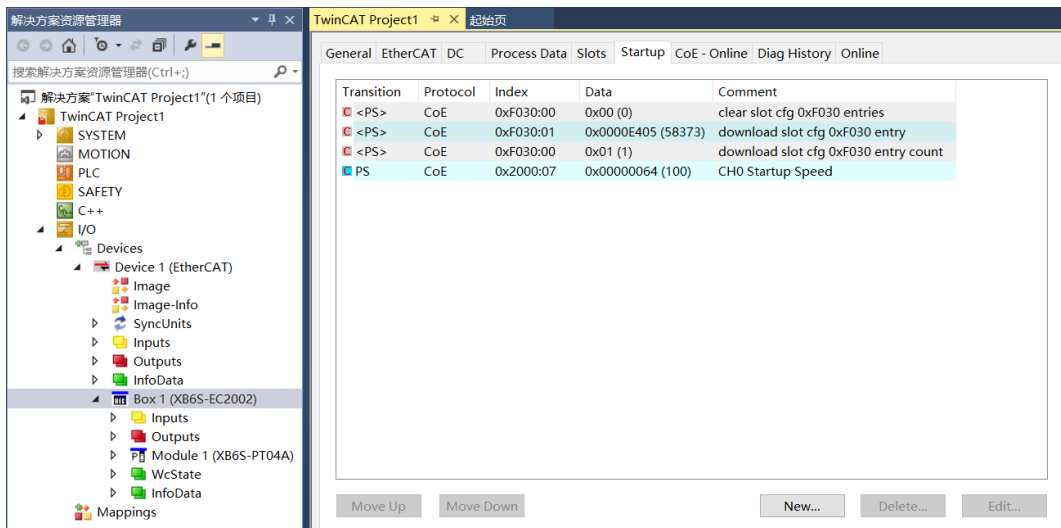 解决方案资源管理器
搜索解决方案资源管理器(Ctrl+;)
解决方案"TwinCAT Project1"(1 个项目)
TwinCAT Project1
SYSTEM
MOTION
PLC
SAFETY
C++
I/O
Devices
Device 1 (EtherCAT)
Image
Image-Info
SyncUnits
Inputs
Outputs
InfoData
Box 1 (XB6S-EC2002)
Inputs
Outputs
Module 1 (XB6S-PT04A)
WcState
InfoData
Mappings
TwinCAT Project1 起始页
General EtherCAT DC Process Data Slots Startup CoE - Online Diag History Online
Transition Protocol Index Data Comment
C <PS> CoE 0xF030:00 0x00 (0) clear slot cfg 0xF030 entries
C <PS> CoE 0xF030:01 0x0000E405 (58373) download slot cfg 0xF030 entry
C <PS> CoE 0xF030:00 0x01 (1) download slot cfg 0xF030 entry count
C PS CoE 0x2000:07 0x00000064 (100) CH0 Startup Speed
Move Up Move Down New... Delete... Edit...